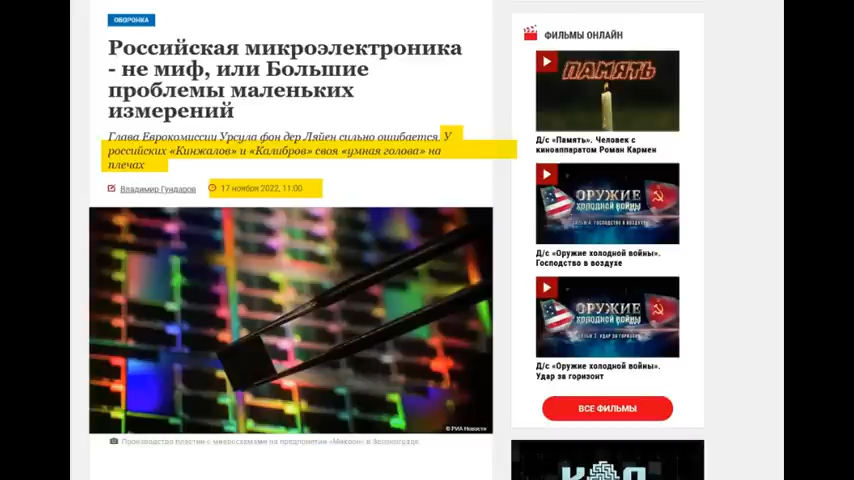 ОБОРОНКА
Российская микроэлектроника
- не миф, или Большие
проблемы маленьких
измерений
Глава Еврокомиссии Урсула фон дер Ляйен сильно ошибается. У
российских «Кинжалов» и «Калибров» своя «умная голова» на
плечах
Владимир Гундаров 17 ноября 2022, 11:00
© РИА Новости
Производство пластин с микросхемами на предприятии «Микрон» в Зеленограде
ФИЛЬМЫ ОНЛАЙН
ПАМЯТЬ
Д/с «Память». Человек с
киноаппаратом Роман Кармен
ОРУЖИЕ
ХОЛОДНОЙ ВОЙНЫ
Д/с «Оружие холодной войны».
Господство в воздухе
ОРУЖИЕ
ХОЛОДНОЙ ВОЙНЫ
Д/с «Оружие холодной войны».
Удар за горизонт
ВСЕ ФИЛЬМЫ